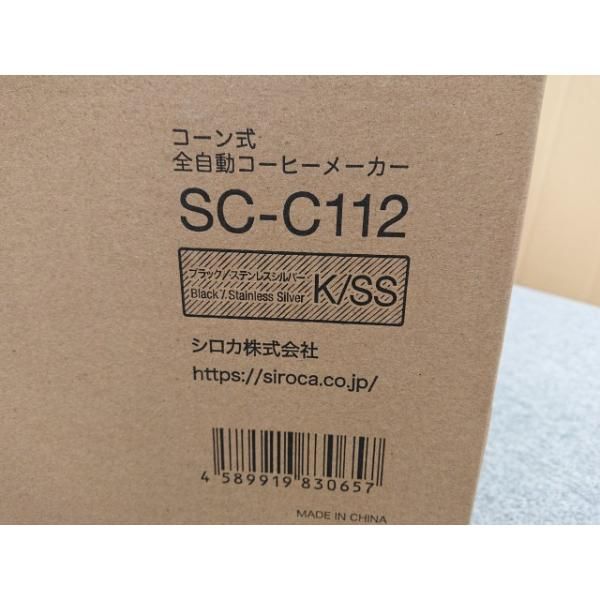 コーン式
全自動コーヒーメーカー
SC-C112
ブラック/ステンレスシルバー
Black / Stainless Silver K/SS
シロカ株式会社
https://siroca.co.jp/
4 589919 830657
MADE IN CHINA